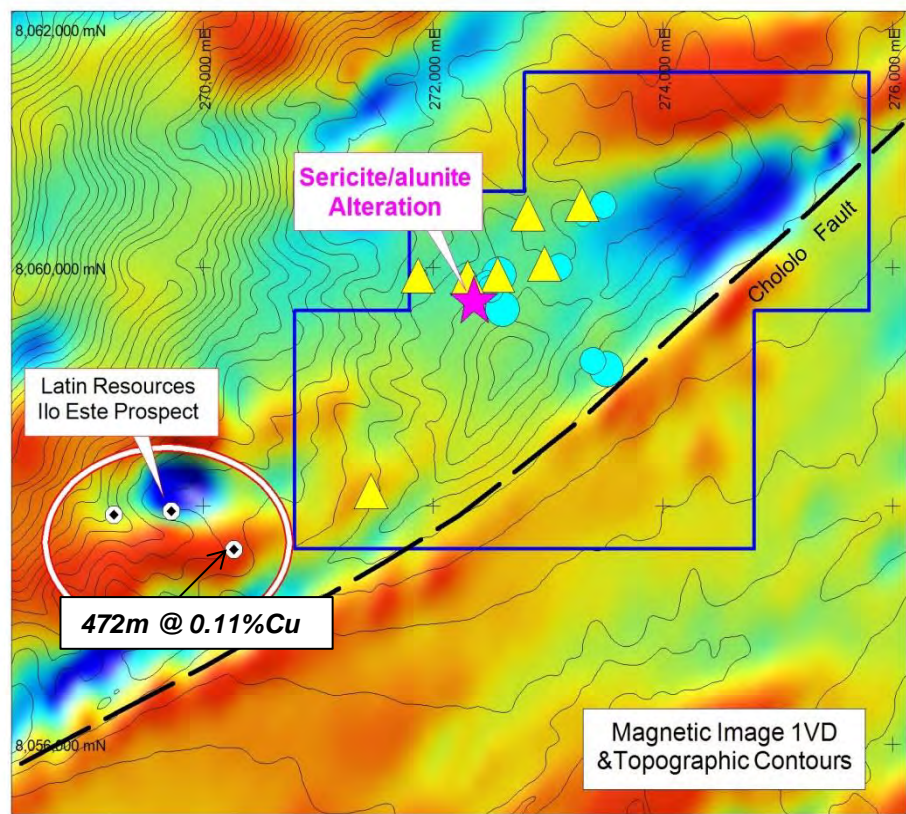 8,062,000 mN
270,000 mE
272,000 mE
274,000 mE
276,000 mE
Sericite/alunite
Alteration
8,060,000 mN
Chololo Fault
Latin Resources
Ilo Este Prospect
472m @ 0.11%Cu
8,056,000 mN
Magnetic Image 1VD
&Topographic Contours